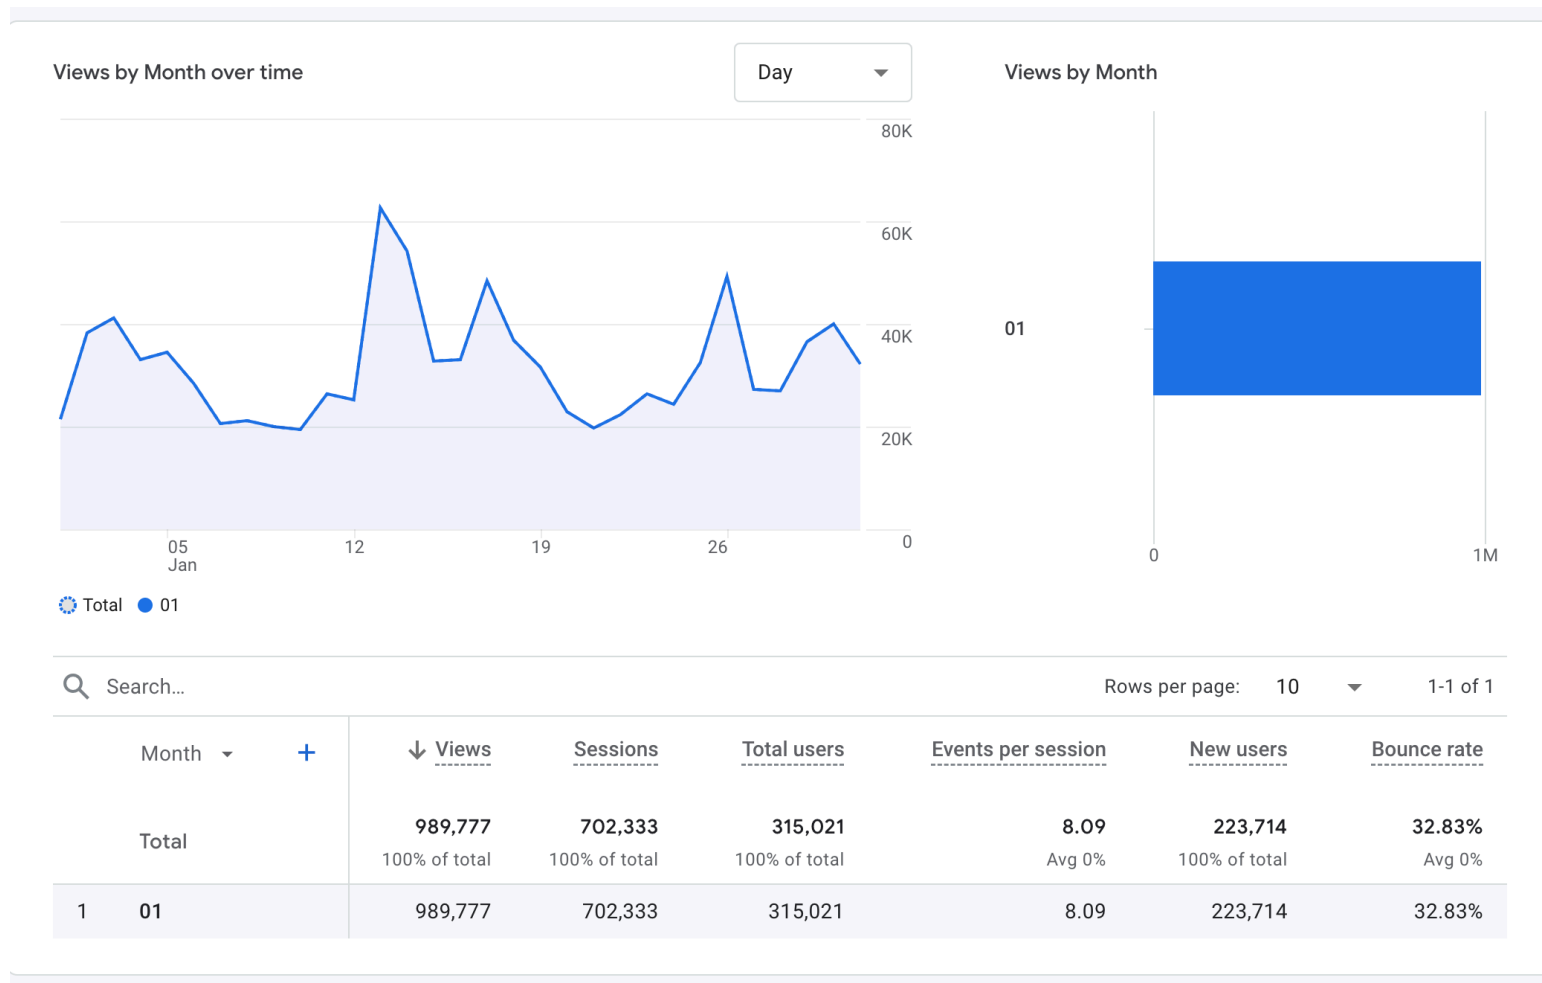 Views by Month over time
Day
80K
60K
40K
20K
0
05
Jan
12
19
26
Total
01
Views by Month
01
0
1M
Search...
Rows per page: 10 1-1 of 1
Month + Views Sessions Total users Events per session New users Bounce rate
Total 989,777 702,333 315,021 8.09 223,714 32.83%
100% of total 100% of total 100% of total Avg 0% 100% of total Avg 0%
1 01 989,777 702,333 315,021 8.09 223,714 32.83%